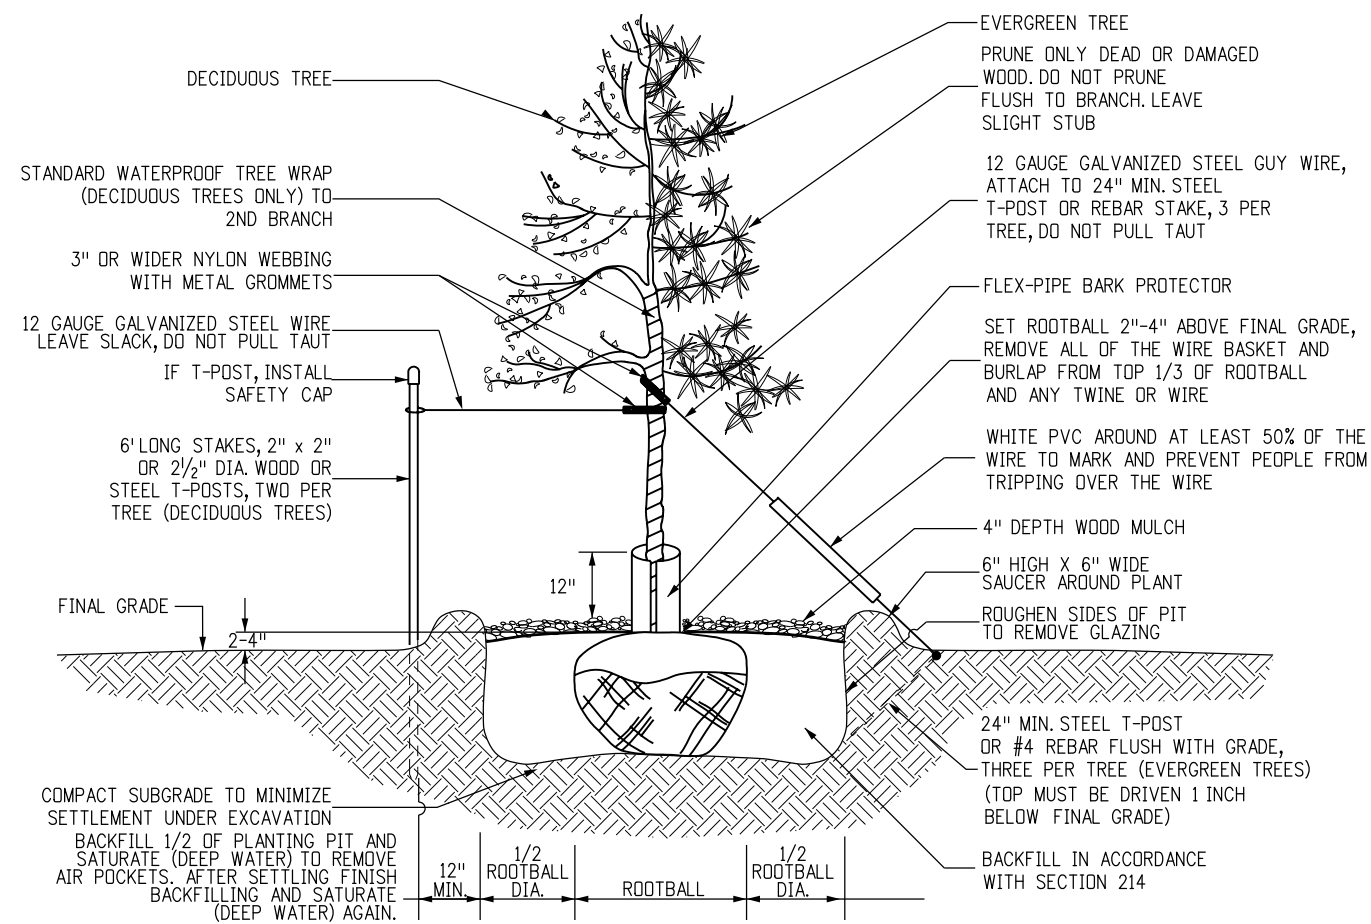 DECIDUOUS TREE
STANDARD WATERPROOF TREE WRAP
(DECIDUOUS TREES ONLY) TO
2ND BRANCH
3" OR WIDER NYLON WEBBING
WITH METAL GROMMETS
12 GAUGE GALVANIZED STEEL WIRE
LEAVE SLACK, DO NOT PULL TAUT
IF T-POST, INSTALL
SAFETY CAP
6' LONG STAKES, 2" x 2"
OR 2 1/2" DIA. WOOD OR
STEEL T-POSTS, TWO PER
TREE (DECIDUOUS TREES)
12"
FINAL GRADE
2-4"
COMPACT SUBGRADE TO MINIMIZE
SETTLEMENT UNDER EXCAVATION
BACKFILL 1/2 OF PLANTING PIT AND
SATURATE (DEEP WATER) TO REMOVE
AIR POCKETS. AFTER SETTLING FINISH
BACKFILLING AND SATURATE
(DEEP WATER) AGAIN.
12"
MIN.
1/2
ROOTBALL
DIA.
ROOTBALL
1/2
ROOTBALL
DIA.
EVERGREEN TREE
PRUNE ONLY DEAD OR DAMAGED
WOOD. DO NOT PRUNE
FLUSH TO BRANCH. LEAVE
SLIGHT STUB
12 GAUGE GALVANIZED STEEL GUY WIRE,
ATTACH TO 24" MIN. STEEL
T-POST OR REBAR STAKE, 3 PER
TREE, DO NOT PULL TAUT
FLEX-PIPE BARK PROTECTOR
SET ROOTBALL 2"-4" ABOVE FINAL GRADE,
REMOVE ALL OF THE WIRE BASKET AND
BURLAP FROM TOP 1/3 OF ROOTBALL
AND ANY TWINE OR WIRE
WHITE PVC AROUND AT LEAST 50% OF THE
WIRE TO MARK AND PREVENT PEOPLE FROM
TRIPPING OVER THE WIRE
4" DEPTH WOOD MULCH
6" HIGH X 6" WIDE
SAUCER AROUND PLANT
ROUGHEN SIDES OF PIT
TO REMOVE GLAZING
24" MIN. STEEL T-POST
OR #4 REBAR FLUSH WITH GRADE,
THREE PER TREE (EVERGREEN TREES)
(TOP MUST BE DRIVEN 1 INCH
BELOW FINAL GRADE)
BACKFILL IN ACCORDANCE
WITH SECTION 214